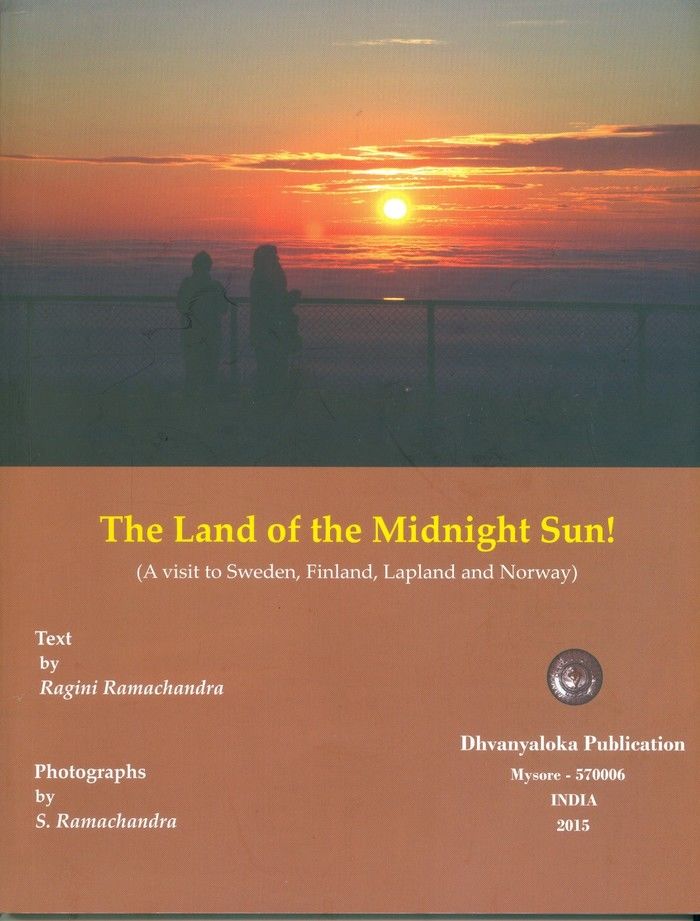 The Land of the Midnight Sun!
(A visit to Sweden, Finland, Lapland and Norway)
Text
by
Ragini Ramachandra
Photographs
by
S. Ramachandra
Dhvanyaloka Publication
Mysore - 570006
INDIA
2015